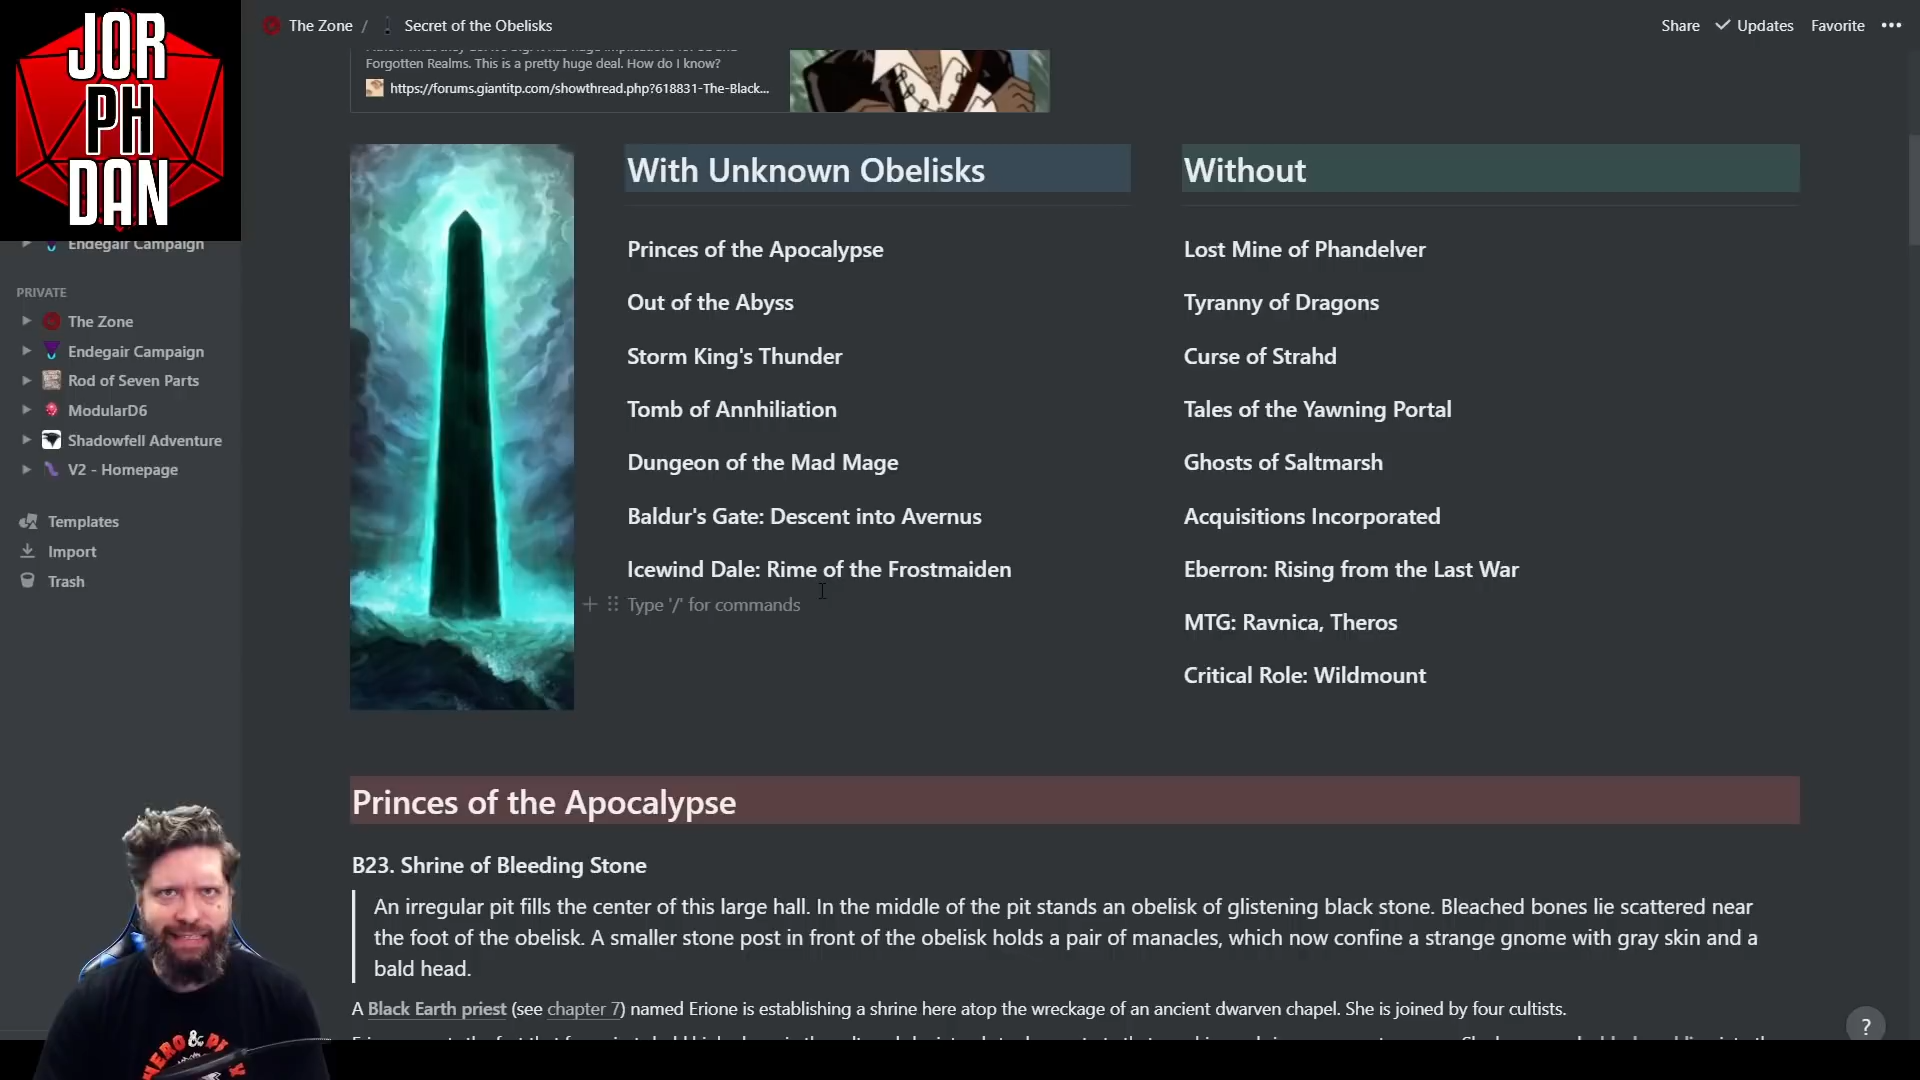 JOR
PH
DAN
The Zone / Secret of the Obelisks
Share Updates Favorite
Forgotten Realms. This is a pretty huge deal. How do I know?
https://forums.giantitp.com/showthread.php?618831-The-Black...
Endegair Campaign
PRIVATE
The Zone
Endegair Campaign
Rod of Seven Parts
ModularD6
Shadowfell Adventure
V2 - Homepage
Templates
Import
Trash
With Unknown Obelisks
Princes of the Apocalypse
Out of the Abyss
Storm King's Thunder
Tomb of Annhiliation
Dungeon of the Mad Mage
Baldur's Gate: Descent into Avernus
Icewind Dale: Rime of the Frostmaiden
Type '/' for commands
Without
Lost Mine of Phandelver
Tyranny of Dragons
Curse of Strahd
Tales of the Yawning Portal
Ghosts of Saltmarsh
Acquisitions Incorporated
Eberron: Rising from the Last War
MTG: Ravnica, Theros
Critical Role: Wildmount
Princes of the Apocalypse
B23. Shrine of Bleeding Stone
An irregular pit fills the center of this large hall. In the middle of the pit stands an obelisk of glistening black stone. Bleached bones lie scattered near
the foot of the obelisk. A smaller stone post in front of the obelisk holds a pair of manacles, which now confine a strange gnome with gray skin and a
bald head.
A Black Earth priest (see chapter 7) named Erione is establishing a shrine here atop the wreckage of an ancient dwarven chapel. She is joined by four cultists.
?